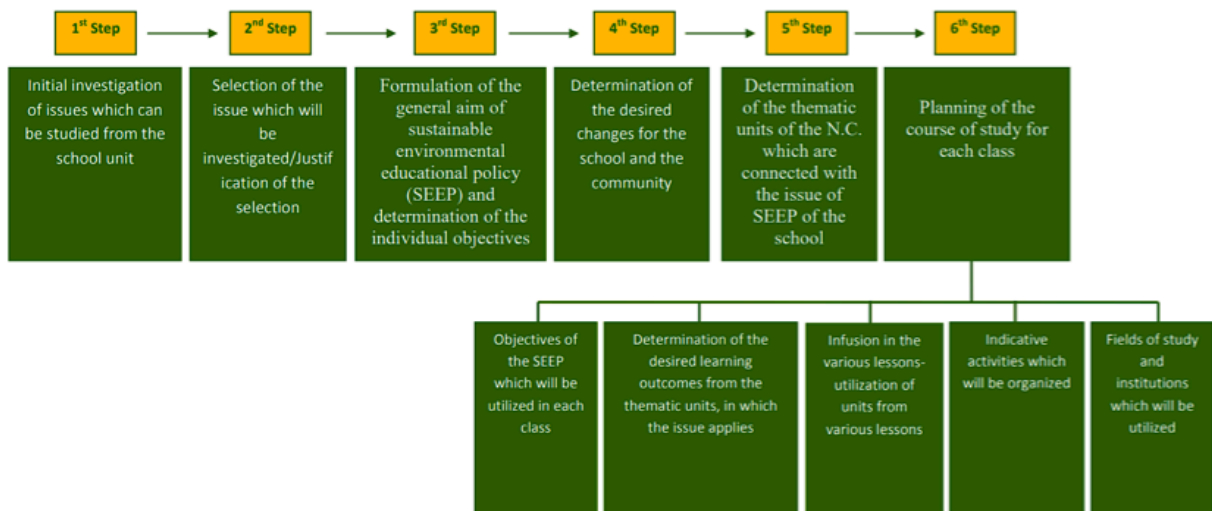 1st Step
2nd Step
3rd Step
4th Step
5th Step
6th Step
Initial investigation
of issues which can
be studied from the
school unit
Selection of the
issue which will
be
investigated/Justif
ication of the
selection
Formulation of the
general aim of
sustainable
environmental
educational policy
(SEEP) and
determination of the
individual objectives
Determination of
the desired
changes for the
school and the
community
Determination
of the thematic
units of the N.C.
which are
connected with
the issue of
SEEP of the
school
Planning of the
course of study for
each class
Objectives of
the SEEP
which will be
utilized in each
class
Determination of the
desired learning
outcomes from the
thematic units, in which
the issue applies
Infusion in the
various lessons-
utilization of
units from
various lessons
Indicative
activities which
will be organized
Fields of study
and
institutions
which will be
utilized